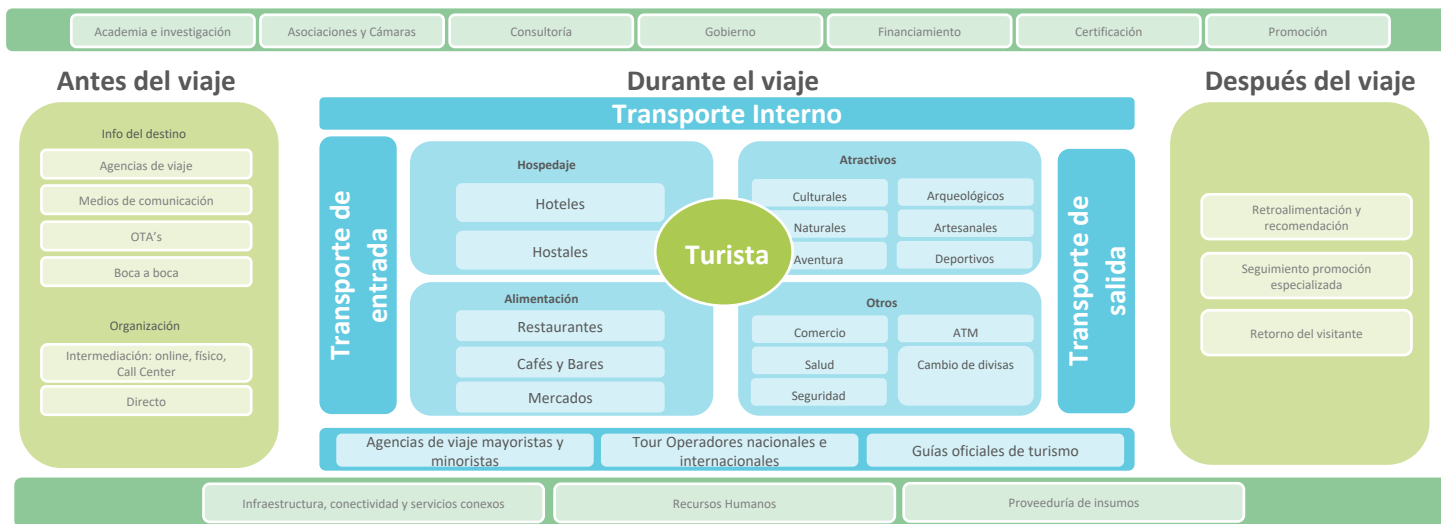 Academia e investigación
Asociaciones y Cámaras
Consultoría
Gobierno
Financiamiento
Certificación
Promoción
Antes del viaje
Info del destino
Agencias de viaje
Medios de comunicación
OTA's
Boca a boca
Organización
Intermediación: online, físico,
Call Center
Directo
Durante el viaje
Transporte Interno
Transporte de
entrada
Hospedaje
Hoteles
Hostales
Atractivos
Culturales
Arqueológicos
Naturales
Artesanales
Aventura
Deportivos
Turista
Alimentación
Restaurantes
Cafés y Bares
Mercados
Otros
Comercio
ATM
Salud
Cambio de divisas
Seguridad
Transporte de
salida
Agencias de viaje mayoristas y
minoristas
Tour Operadores nacionales e
internacionales
Guías oficiales de turismo
Después del viaje
Retroalimentación y
recomendación
Seguimiento promoción
especializada
Retorno del visitante
Infraestructura, conectividad y servicios conexos
Recursos Humanos
Proveeduría de insumos